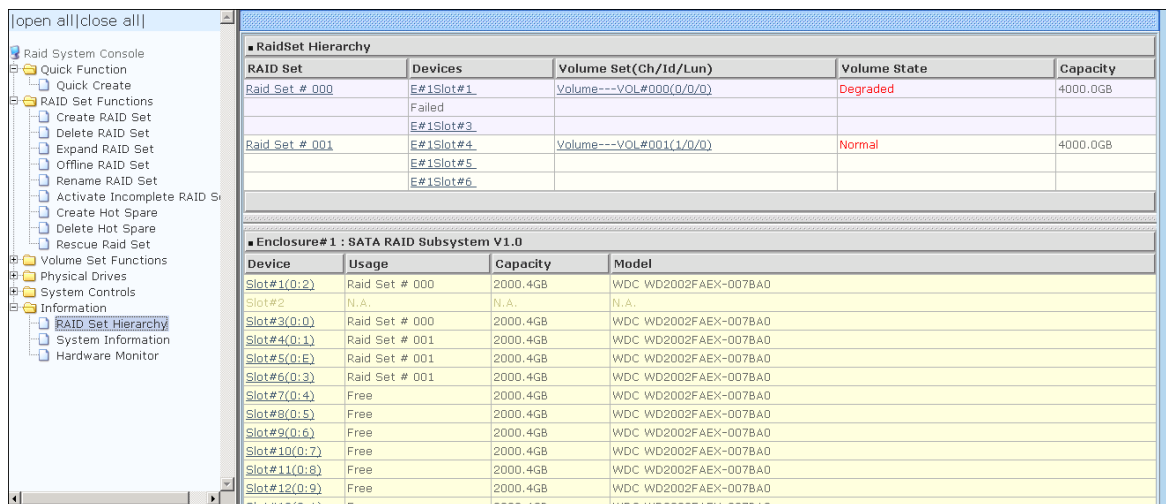 |open all|close all|
Raid System Console
Quick Function
Quick Create
RAID Set Functions
Create RAID Set
Delete RAID Set
Expand RAID Set
Offline RAID Set
Rename RAID Set
Activate Incomplete RAID S
Create Hot Spare
Delete Hot Spare
Rescue Raid Set
Volume Set Functions
Physical Drives
System Controls
Information
RAID Set Hierarchy
System Information
Hardware Monitor
RaidSet Hierarchy
RAID Set Devices Volume Set(Ch/Id/Lun) Volume State Capacity
Raid Set # 000 E#1Slot#1 Volume---VOL#000(0/0/0) Degraded 4000.0GB
Failed
E#1Slot#3
Raid Set # 001 E#1Slot#4 Volume---VOL#001(1/0/0) Normal 4000.0GB
E#1Slot#5
E#1Slot#6
Enclosure#1 : SATA RAID Subsystem V1.0
Device Usage Capacity Model
Slot#1(0:2) Raid Set # 000 2000.4GB WDC WD2002FAEX-007BA0
Slot#2 N.A. N.A. N.A.
Slot#3(0:0) Raid Set # 000 2000.4GB WDC WD2002FAEX-007BA0
Slot#4(0:1) Raid Set # 001 2000.4GB WDC WD2002FAEX-007BA0
Slot#5(0:E) Raid Set # 001 2000.4GB WDC WD2002FAEX-007BA0
Slot#6(0:3) Raid Set # 001 2000.4GB WDC WD2002FAEX-007BA0
Slot#7(0:4) Free 2000.4GB WDC WD2002FAEX-007BA0
Slot#8(0:5) Free 2000.4GB WDC WD2002FAEX-007BA0
Slot#9(0:6) Free 2000.4GB WDC WD2002FAEX-007BA0
Slot#10(0:7) Free 2000.4GB WDC WD2002FAEX-007BA0
Slot#11(0:8) Free 2000.4GB WDC WD2002FAEX-007BA0
Slot#12(0:9) Free 2000.4GB WDC WD2002FAEX-007BA0